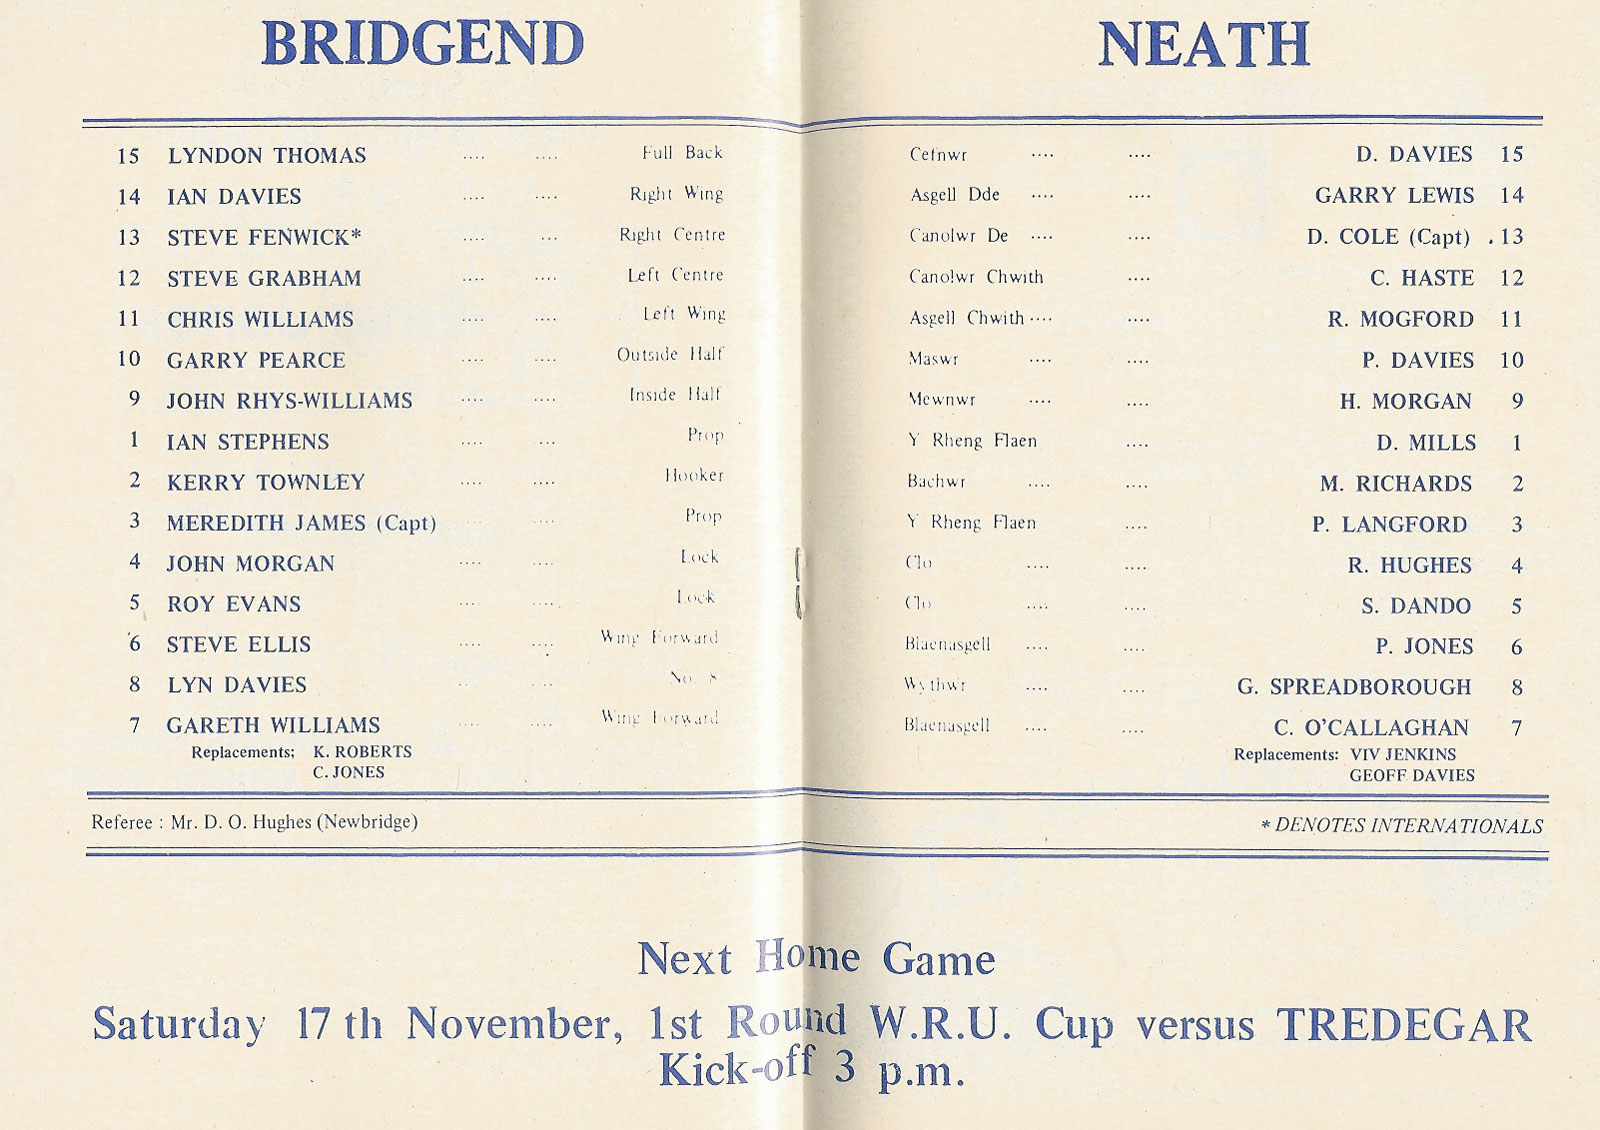 BRIDGEND NEATH
15 LYNDON THOMAS .... .... Full Back Cefnwr .... .... D. DAVIES 15
14 IAN DAVIES .... .... Right Wing Asgell Dde .... .... GARRY LEWIS 14
13 STEVE FENWICK* .... ... Right Centre Canolwr De .... .... D. COLE (Capt) .13
12 STEVE GRABHAM .... .... Left Centre Canolwr Chwith .... C. HASTE 12
11 CHRIS WILLIAMS .... .... Left Wing Asgell Chwith .... .... R. MOGFORD 11
10 GARRY PEARCE .... .... Outside Half Maswr .... .... P. DAVIES 10
9 JOHN RHYS-WILLIAMS .... .... Inside Half Mewnwr .... .... H. MORGAN 9
1 IAN STEPHENS .... ... Prop Y Rheng Flaen .... D. MILLS 1
2 KERRY TOWNLEY .... .... Hooker Bachwr .... .... M. RICHARDS 2
3 MEREDITH JAMES (Capt) .... Prop Y Rheng Flaen .... P. LANGFORD 3
4 JOHN MORGAN .... .... Lock Clo .... .... R. HUGHES 4
5 ROY EVANS .... .... Lock Clo .... .... S. DANDO 5
6 STEVE ELLIS .... .... Wing Forward Blaenasgell .... .... P. JONES 6
8 LYN DAVIES .... .... No. 8 Wythwr .... .... G. SPREADBOROUGH 8
7 GARETH WILLIAMS .... .... Wing Forward Blaenasgell .... .... C. O'CALLAGHAN 7
Replacements; K. ROBERTS Replacements: VIV JENKINS
C. JONES GEOFF DAVIES
Referee : Mr. D. O. Hughes (Newbridge) * DENOTES INTERNATIONALS
Next Home Game
Saturday 17 th November, 1st Round W.R.U. Cup versus TREDEGAR
Kick-off 3 p.m.